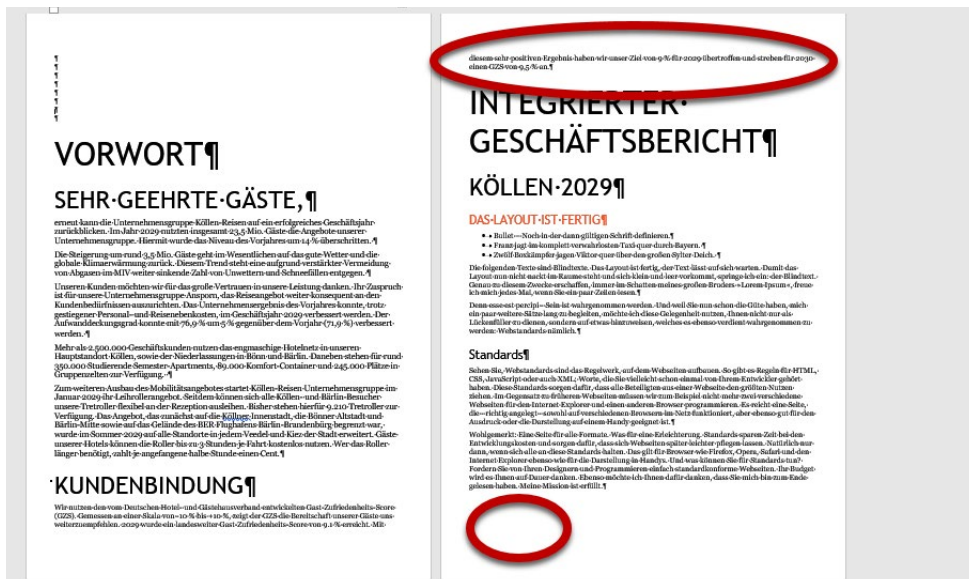 VORWORT¶
SEHR·GEEHRTE·GÄSTE,¶
erneut·kann·die·Unternehmensgruppe·Köllen-Reisen·auf·ein·erfolgreiches·Geschäftsjahr·
zurückblicken.·Im·Jahr·2029·nutzten·insgesamt·23,5·Mio.·Gäste·die·Angebote·unserer·
Unternehmensgruppe.·Hiermit·wurde·das·Niveau·des·Vorjahres·um·14·%·überschritten.·¶
Die·Steigerung·um·rund·3,5·Mio.·Gäste·geht·im·Wesentlichen·auf·das·gute·Wetter·und·die·
globale·Klimaerwärmung·zurück.·Diesem·Trend·steht·eine·aufgrund·verstärkter·Vermeidung·
von·Abgasen·im·MIV·weiter·sinkende·Zahl·von·Unwettern·und·Schneefällen·entgegen.·¶
Unseren·Kunden·möchten·wir·für·das·große·Vertrauen·in·unsere·Leistung·danken.·Ihr·Zuspruch·
ist·für·unsere·Unternehmensgruppe·Ansporn,·das·Reiseangebot·weiter·konsequent·an·den·
Kundenbedürfnissen·auszurichten.·Das·Unternehmensergebnis·des·Vorjahres·konnte,·trotz·
gestiegener·Personal-·und·Reisenebenkosten,·im·Geschäftsjahr·2029·verbessert·werden.·Der·
Aufwanddeckungsgrad·konnte·mit·76,9·%·um·5·%·gegenüber·dem·Vorjahr·(71,9·%)·verbessert·
werden.·¶
Mehr·als·2.500.000·Geschäftskunden·nutzen·das·engmaschige·Hotelnetz·in·unseren·
Hauptstandort·Köllen,·sowie·der·Niederlassungen·in·Bönn·und·Bärlin.·Daneben·stehen·für·rund·
350.000·Studierende·Semester-Apartments,·89.000·Komfort-Container·und·245.000·Plätze·in·
Gruppenzelten·zur·Verfügung.·¶
Zum·weiteren·Ausbau·des·Mobilitätsangebotes·startet·Köllen-Reisen·Unternehmensgruppe·im·
Januar·2029·ihr·Leihrollerangebot.·Seitdem·können·sich·alle·Köllen-·und·Bärlin-Besucher·
unsere·Tretroller·flexibel·an·der·Rezeption·ausleihen.·Bisher·stehen·hierfür·9.210·Tretroller·zur·
Verfügung.·Das·Angebot,·das·zunächst·auf·die·Köllner·Innenstadt,·die·Bönner·Altstadt·und·
Bärlin-Mitte·sowie·auf·das·Gelände·des·BER·Flughafens·Bärlin-Brandenbürg·begrenzt·war,·
wurde·im·Sommer·2029·auf·alle·Standorte·in·jedem·Veedel·und·Kiez·der·Stadt·erweitert.·Gäste·
unserer·Hotels·können·die·Roller·bis·zu·3·Stunden·je·Fahrt·kostenlos·nutzen.·Wer·das·Roller·
länger·benötigt,·zahlt·je·angefangene·halbe·Stunde·einen·Cent.¶
KUNDENBINDUNG¶
Wir·nutzen·den·vom·Deutschen·Hotel-·und·Gästehausverband·entwickelten·Gast-Zufriedenheits-Score·
(GZS).·Gemessen·an·einer·Skala·von·–10·%·bis·+10·%,·zeigt·der·GZS·die·Bereitschaft·unserer·Gäste·uns·
weiterzuempfehlen.·2029·wurde·ein·landesweiter·Gast-Zufriedenheits-Score·von·9.1·%·erreicht.·Mit·
diesem·sehr·positiven·Ergebnis·haben·wir·unser·Ziel·von·9·%·für·2029·übertroffen·und·streben·für·2030·
einen·GZS·von·9,5·%·an.¶
INTEGRIERTER·
GESCHÄFTSBERICHT¶
KÖLLEN·2029¶
DAS·LAYOUT·IST·FERTIG¶
•·Bullet·–·Noch·in·der·dann·gültigen·Schrift·definieren.¶
•·Franz·jagt·im·komplett·verwahrlosten·Taxi·quer·durch·Bayern.·¶
•·Zwölf·Boxkämpfer·jagen·Viktor·quer·über·den·großen·Sylter·Deich.·¶
Die·folgenden·Texte·sind·Blindtexte.·Das·Layout·ist·fertig,·der·Text·lässt·auf·sich·warten.·Damit·das·
Layout·nun·nicht·nackt·im·Raume·steht·und·sich·klein·und·leer·vorkommt,·springe·ich·ein:·der·Blindtext.·
Genau·zu·diesem·Zwecke·erschaffen,·immer·im·Schatten·meines·großen·Bruders·»Lorem·Ipsum«,·freue·
ich·mich·jedes·Mal,·wenn·Sie·ein·paar·Zeilen·lesen.¶
Denn·esse·est·percipi·–·Sein·ist·wahrgenommen·werden.·Und·weil·Sie·nun·schon·die·Güte·haben,·mich·
ein·paar·weitere·Sätze·lang·zu·begleiten,·möchte·ich·diese·Gelegenheit·nutzen,·Ihnen·nicht·nur·als·
Lückenfüller·zu·dienen,·sondern·auf·etwas·hinzuweisen,·welches·es·ebenso·verdient·wahrgenommen·zu·
werden:·Webstandards·nämlich.·¶
Standards¶
Sehen·Sie,·Webstandards·sind·das·Regelwerk,·auf·dem·Webseiten·aufbauen.·So·gibt·es·Regeln·für·HTML,·
CSS,·JavaScript·oder·auch·XML;·Worte,·die·Sie·vielleicht·schon·einmal·von·Ihrem·Entwickler·gehört·
haben.·Diese·Standards·sorgen·dafür,·dass·alle·Beteiligten·aus·einer·Webseite·den·größten·Nutzen·
ziehen.·Im·Gegensatz·zu·früheren·Webseiten·müssen·wir·zum·Beispiel·nicht·mehr·zwei·verschiedene·
Webseiten·für·den·Internet·Explorer·und·einen·anderen·Browser·programmieren.·Es·reicht·eine·Seite,·
die·–·richtig·angelegt·–·sowohl·auf·verschiedenen·Browsern·im·Netz·funktioniert,·aber·ebenso·gut·für·den·
Ausdruck·oder·die·Darstellung·auf·einem·Handy·geeignet·ist.¶
Wohlgemerkt:·Eine·Seite·für·alle·Formate.·Was·für·eine·Erleichterung.·Standards·sparen·Zeit·bei·den·
Entwicklungskosten·und·sorgen·dafür,·dass·sich·Webseiten·später·leichter·pflegen·lassen.·Natürlich·nur·
dann,·wenn·sich·alle·an·diese·Standards·halten.·Das·gilt·für·Browser·wie·Firefox,·Opera,·Safari·und·den·
Internet·Explorer·ebenso·wie·für·die·Darstellung·in·Handys.·Und·was·können·Sie·für·Standards·tun?·
Fordern·Sie·von·Ihren·Designern·und·Programmieren·einfach·standardkonforme·Webseiten.·Ihr·Budget·
wird·es·Ihnen·auf·Dauer·danken.·Ebenso·möchte·ich·Ihnen·dafür·danken,·dass·Sie·mich·bis·zum·Ende·
gelesen·haben.·Meine·Mission·ist·erfüllt.¶